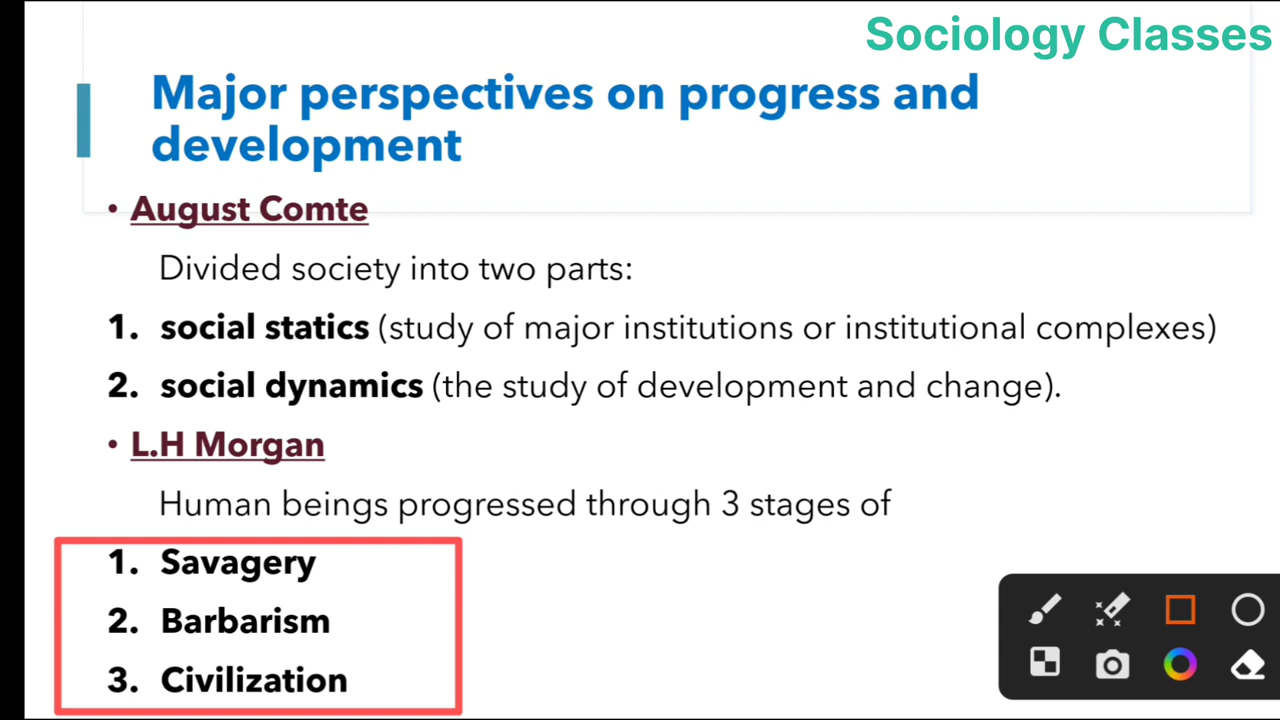 Sociology Classes
Major perspectives on progress and
development
• August Comte
Divided society into two parts:
1. social statics (study of major institutions or institutional complexes)
2. social dynamics (the study of development and change).
• L.H Morgan
Human beings progressed through 3 stages of
1. Savagery
2. Barbarism
3. Civilization